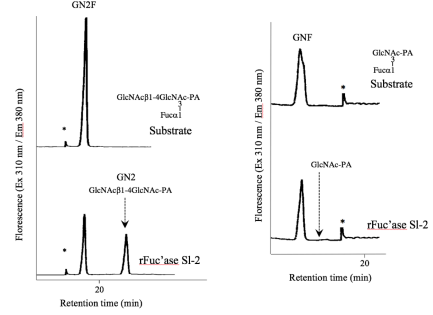 GN2F
GlcNAcβ1-4GlcNAc-PA
3
Fucα1
Substrate
*
GN2
GlcNAcβ1-4GlcNAc-PA
*
rFuc'ase Sl-2
20
Retention time (min)
Florescence (Ex 310 nm / Em 380 nm)
GNF
GlcNAc-PA
3
Fucα1
Substrate
*
GlcNAc-PA
*
rFuc'ase Sl-2
20
Retention time (min)
Florescence (Ex 310 nm / Em 380 nm)